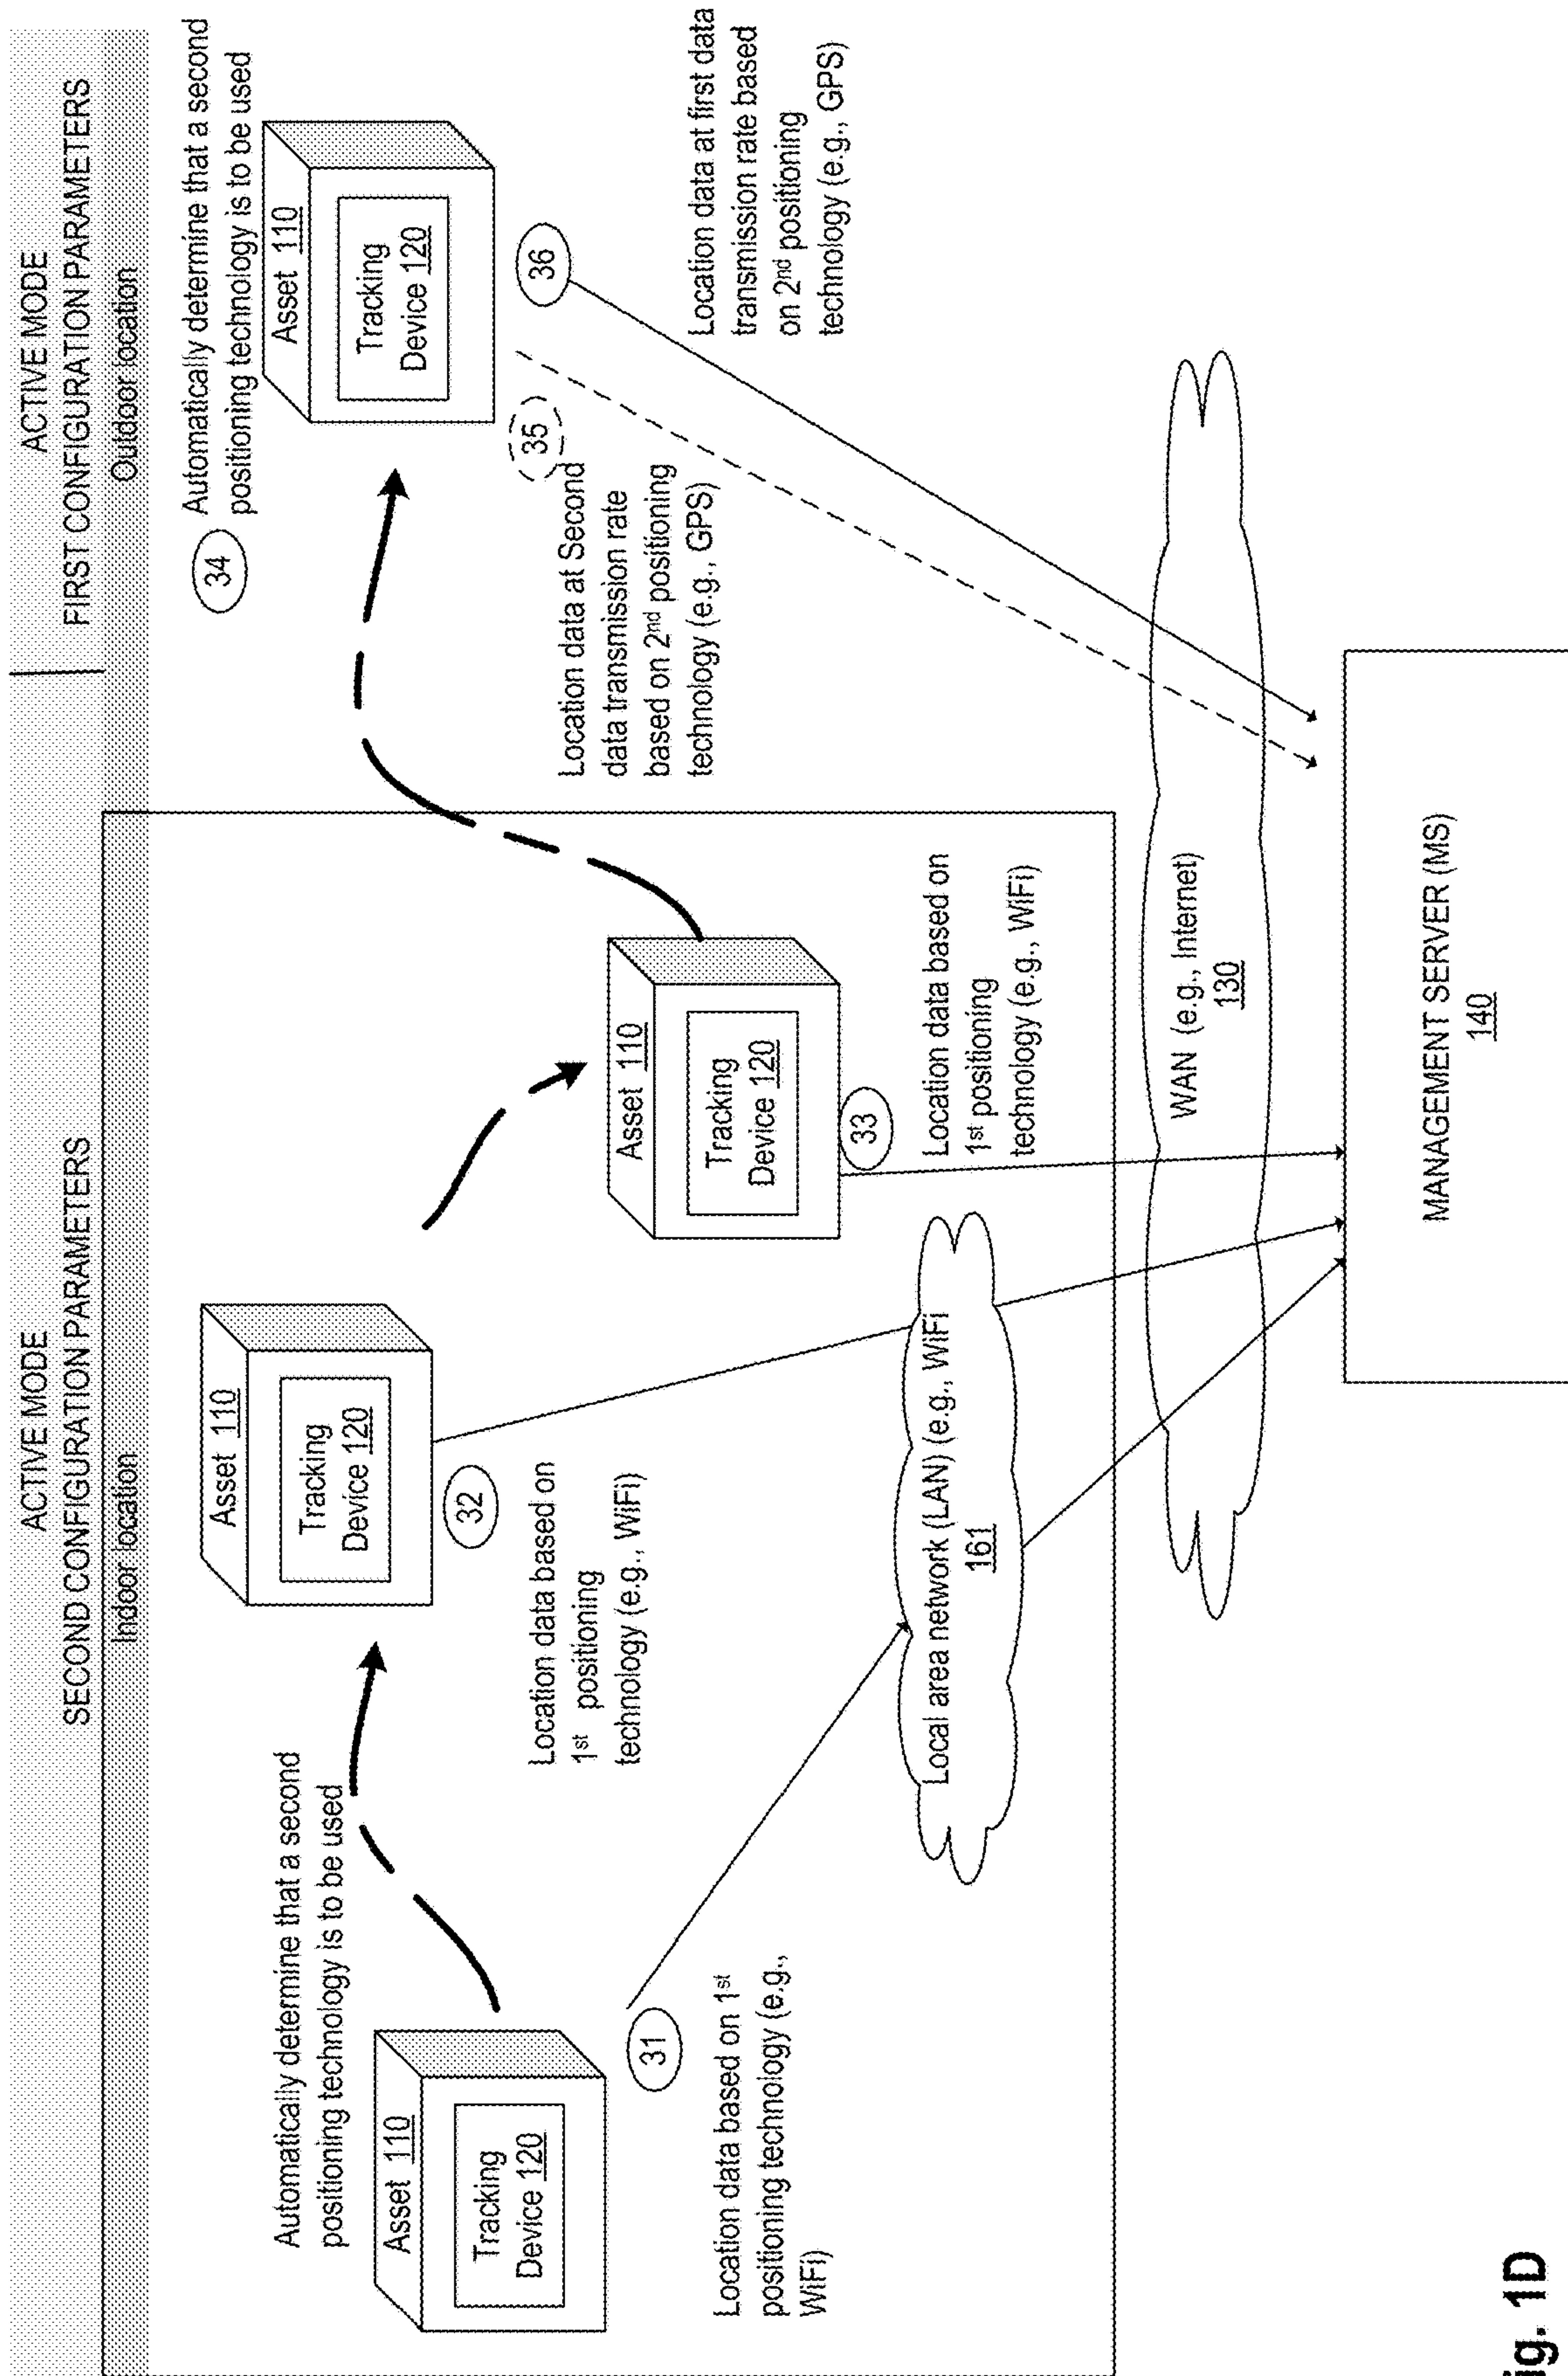 ACTIVE MODE
SECOND CONFIGURATION PARAMETERS
Indoor location
ACTIVE MODE
FIRST CONFIGURATION PARAMETERS
Outdoor location
Automatically determine that a second
positioning technology is to be used
Asset 110
Tracking
Device 120
31
Location data based on 1st
positioning technology (e.g.,
WiFi)
Asset 110
Tracking
Device 120
32
Location data based on
1st positioning
technology (e.g., WiFi)
Asset 110
Tracking
Device 120
33
Location data based on
1st positioning
technology (e.g., WiFi)
34
Automatically determine that a second
positioning technology is to be used
Asset 110
Tracking
Device 120
35
Location data at Second
data transmission rate
based on 2nd positioning
technology (e.g., GPS)
36
Location data at first data
transmission rate based
on 2nd positioning
technology (e.g., GPS)
Local area network (LAN) (e.g., WiFi
161
WAN (e.g., Internet)
130
MANAGEMENT SERVER (MS)
140
ig. 1D